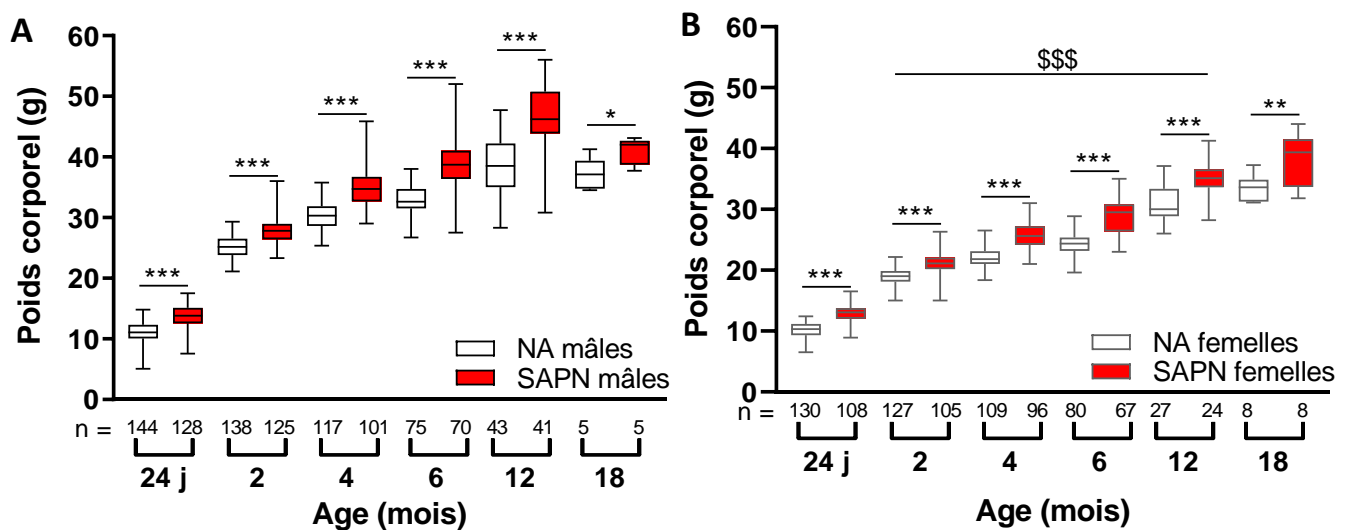 A
Poids corporel (g)
60
50
40
30
20
10
0
***
***
***
***
***
*
NA mâles
SAPN mâles
n = 144 128 138 125 117 101 75 70 43 41 5 5
24 j 2 4 6 12 18
Age (mois)
B
Poids corporel (g)
60
50
40
30
20
10
0
$$$
***
***
***
***
***
**
NA femelles
SAPN femelles
n = 130 108 127 105 109 96 80 67 27 24 8 8
24 j 2 4 6 12 18
Age (mois)